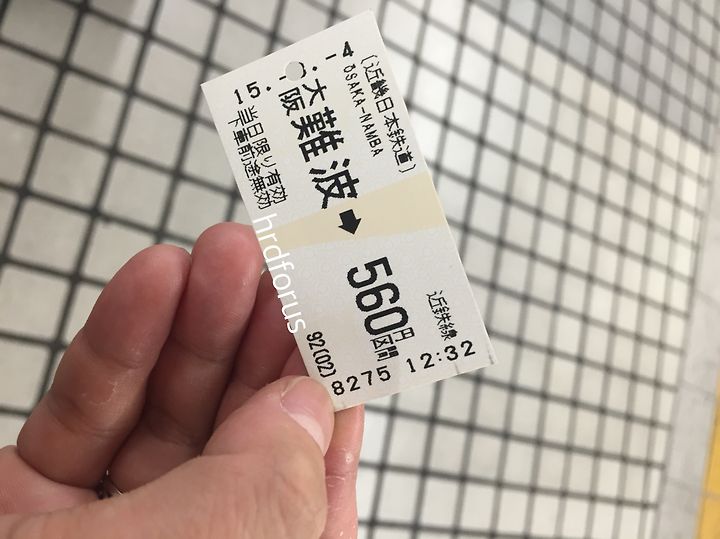 (近畿日本鉄道)
OSAKA-NAMBA
大阪難波➡560円区間
近鉄線
15.-4
当日限り有効
下車前途無効
92(02)
8275 12:32
hrdforus